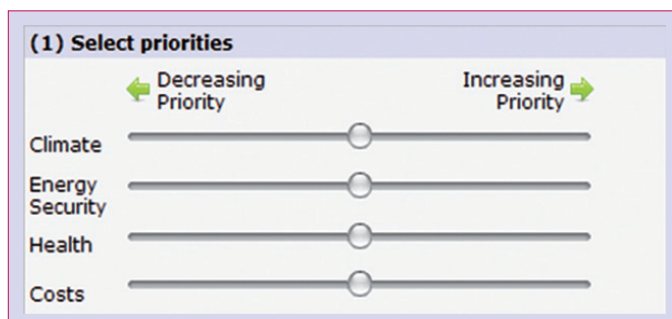 (1) Select priorities
Decreasing
Priority
Increasing
Priority
Climate
Energy
Security
Health
Costs